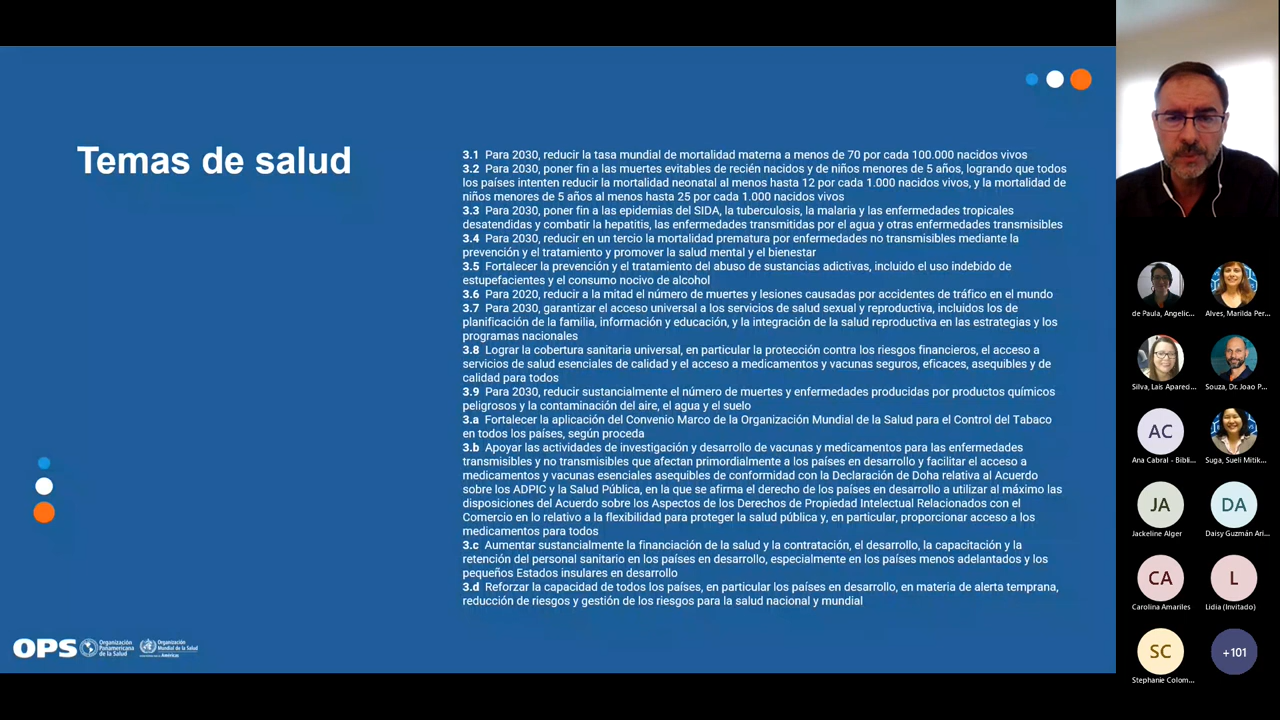 Temas de salud
3.1 Para 2030, reducir la tasa mundial de mortalidad materna a menos de 70 por cada 100.000 nacidos vivos
3.2 Para 2030, poner fin a las muertes evitables de recién nacidos y de niños menores de 5 años, logrando que todos
los países intenten reducir la mortalidad neonatal al menos hasta 12 por cada 1.000 nacidos vivos, y la mortalidad de
niños menores de 5 años al menos hasta 25 por cada 1.000 nacidos vivos
3.3 Para 2030, poner fin a las epidemias del SIDA, la tuberculosis, la malaria y las enfermedades tropicales
desatendidas y combatir la hepatitis, las enfermedades transmitidas por el agua y otras enfermedades transmisibles
3.4 Para 2030, reducir en un tercio la mortalidad prematura por enfermedades no transmisibles mediante la
prevención y el tratamiento y promover la salud mental y el bienestar
3.5 Fortalecer la prevención y el tratamiento del abuso de sustancias adictivas, incluido el uso indebido de
estupefacientes y el consumo nocivo de alcohol
3.6 Para 2020, reducir a la mitad el número de muertes y lesiones causadas por accidentes de tráfico en el mundo
3.7 Para 2030, garantizar el acceso universal a los servicios de salud sexual y reproductiva, incluidos los de
planificación de la familia, información y educación, y la integración de la salud reproductiva en las estrategias y los
programas nacionales
3.8 Lograr la cobertura sanitaria universal, en particular la protección contra los riesgos financieros, el acceso a
servicios de salud esenciales de calidad y el acceso a medicamentos y vacunas seguros, eficaces, asequibles y de
calidad para todos
3.9 Para 2030, reducir sustancialmente el número de muertes y enfermedades producidas por productos químicos
peligrosos y la contaminación del aire, el agua y el suelo
3.a Fortalecer la aplicación del Convenio Marco de la Organización Mundial de la Salud para el Control del Tabaco
en todos los países, según proceda
3.b Apoyar las actividades de investigación y desarrollo de vacunas y medicamentos para las enfermedades
transmisibles y no transmisibles que afectan primordialmente a los países en desarrollo y facilitar el acceso a
medicamentos y vacunas esenciales asequibles de conformidad con la Declaración de Doha relativa al Acuerdo
sobre los ADPIC y la Salud Pública, en la que se afirma el derecho de los países en desarrollo a utilizar al máximo las
disposiciones del Acuerdo sobre los Aspectos de los Derechos de Propiedad Intelectual Relacionados con el
Comercio en lo relativo a la flexibilidad para proteger la salud pública y, en particular, proporcionar acceso a los
medicamentos para todos
3.c Aumentar sustancialmente la financiación de la salud y la contratación, el desarrollo, la capacitación y la
retención del personal sanitario en los países en desarrollo, especialmente en los países menos adelantados y los
pequeños Estados insulares en desarrollo
3.d Reforzar la capacidad de todos los países, en particular los países en desarrollo, en materia de alerta temprana,
reducción de riesgos y gestión de los riesgos para la salud nacional y mundial
OPS
Organización
Panamericana
de la Salud
Organización
Mundial de la Salud
Américas
de Paula, Angelic...
Alves, Marilda Per...
Silva, Lais Apared...
Souza, Dr. Joao P...
AC
Ana Cabral - Bibli...
Suga, Sueli Mitik...
JA
Jackeline Alger
DA
Daisy Guzmán Ari...
CA
Carolina Amariles
L
Lidia (Invitado)
SC
Stephanie Colom...
+101